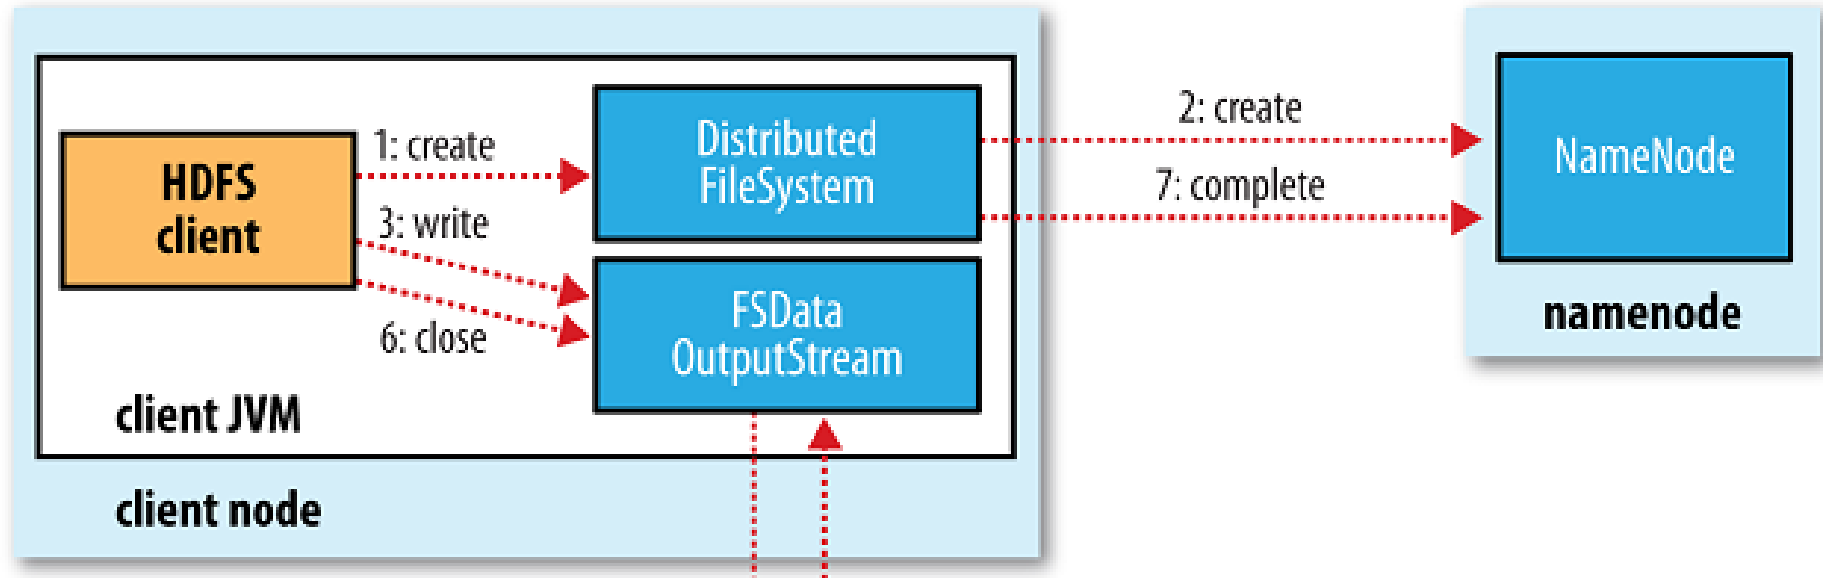 HDFS
client
1: create
3: write
6: close
Distributed
FileSystem
FSData
OutputStream
client JVM
client node
2: create
7: complete
NameNode
namenode